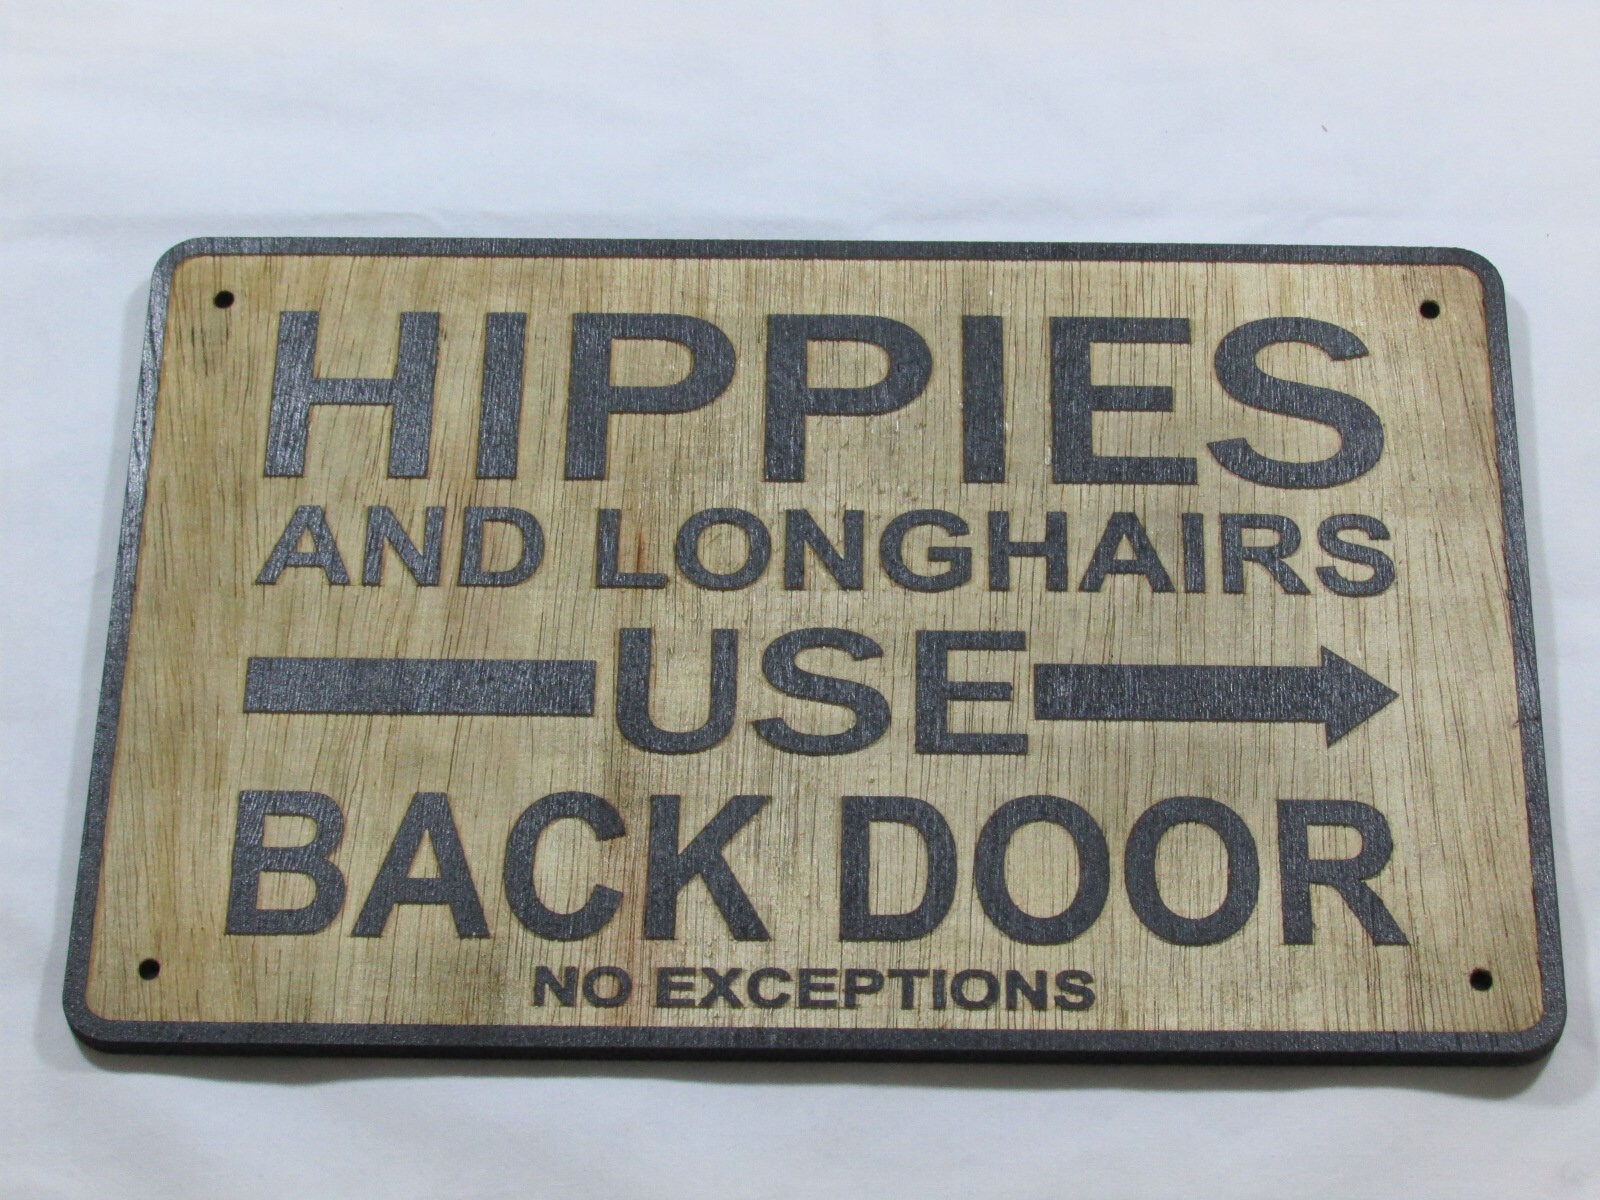 HIPPIES
AND LONGHAIRS
USE
BACK DOOR
NO EXCEPTIONS